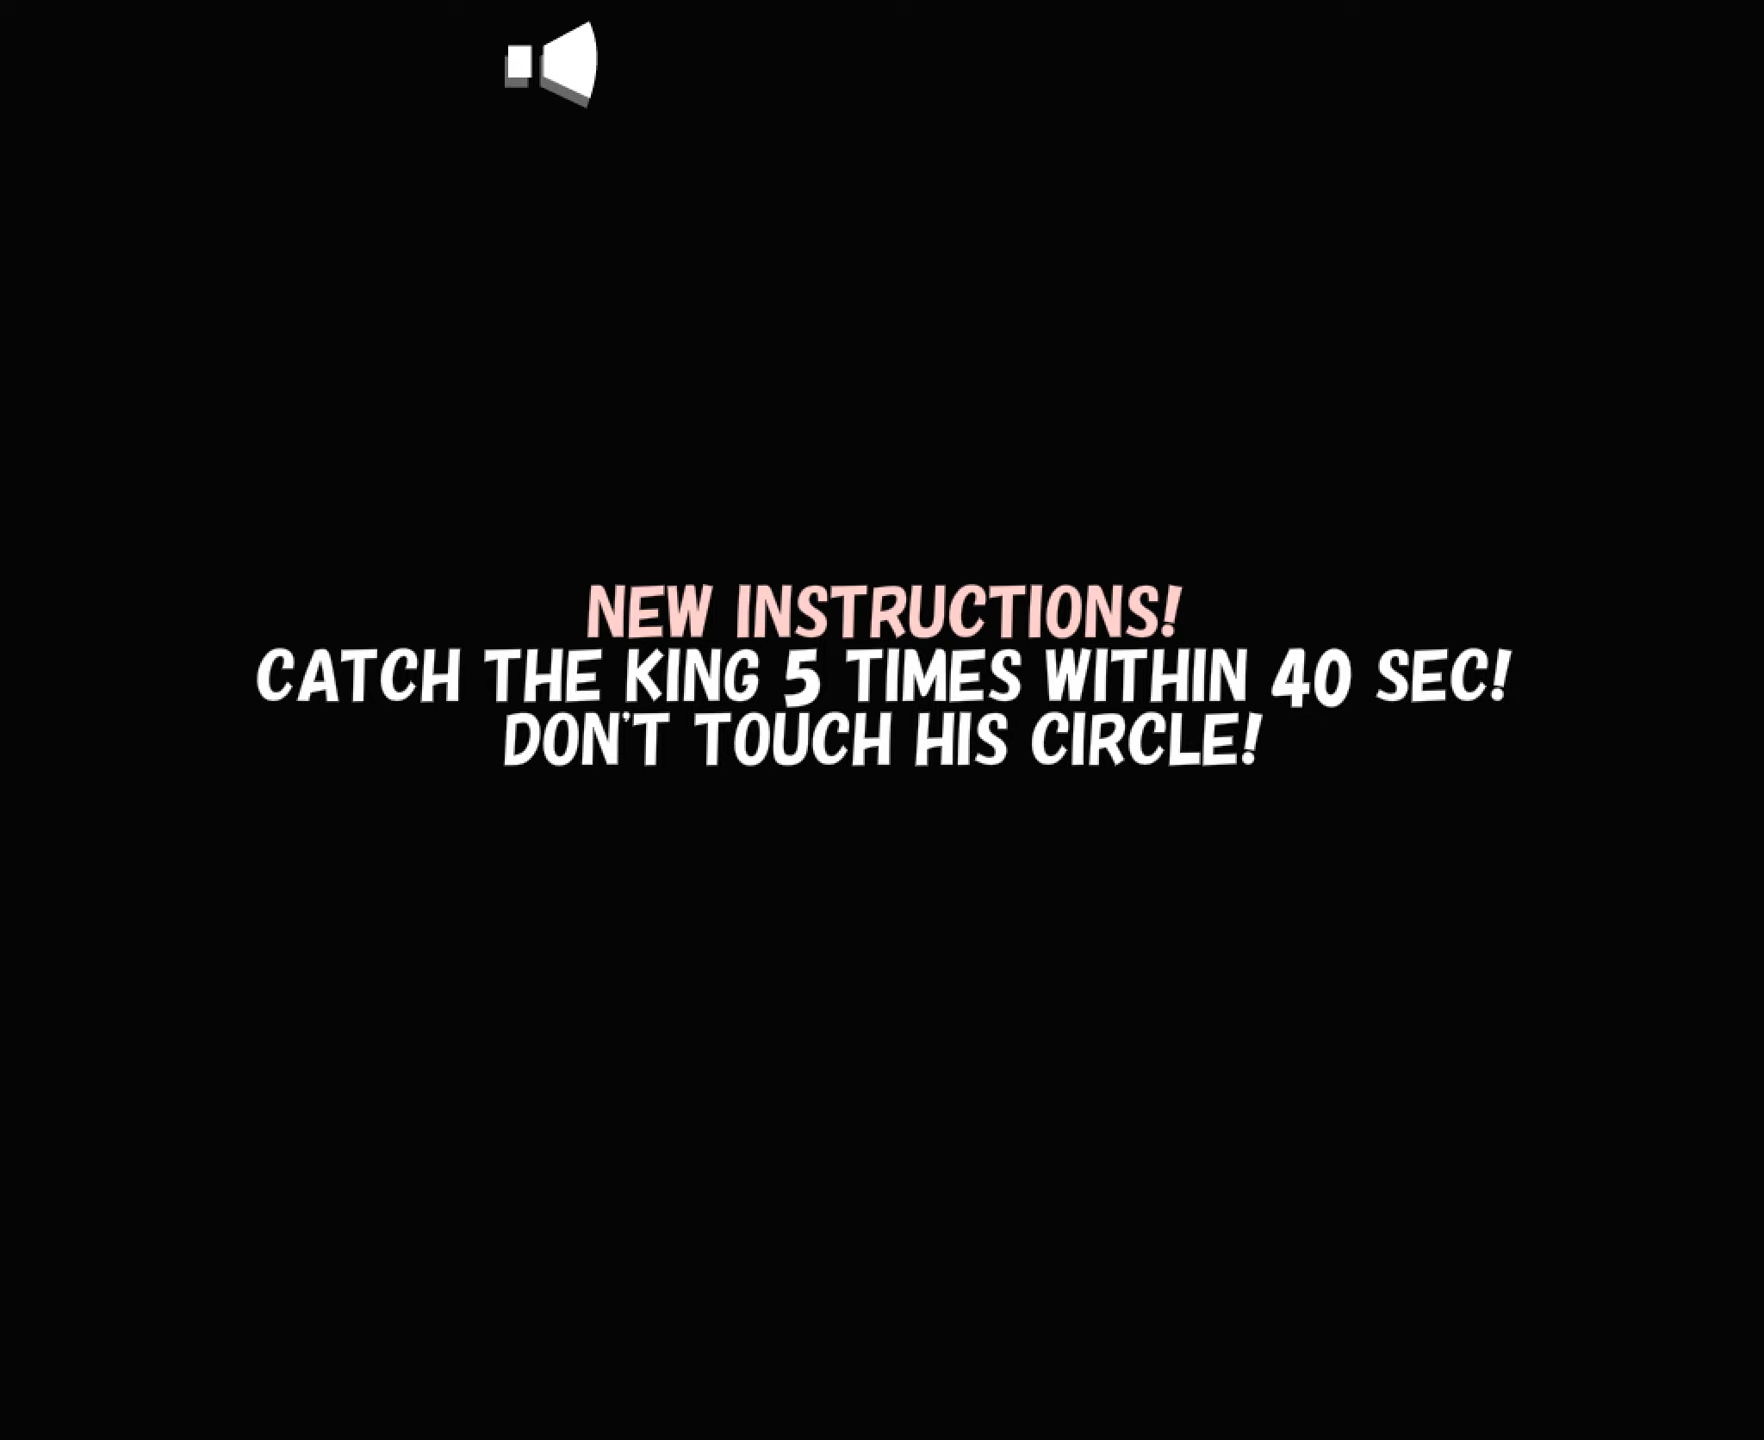 NEW INSTRUCTIONS!
CATCH THE KING 5 TIMES WITHIN 40 SEC!
DON'T TOUCH HIS CIRCLE!